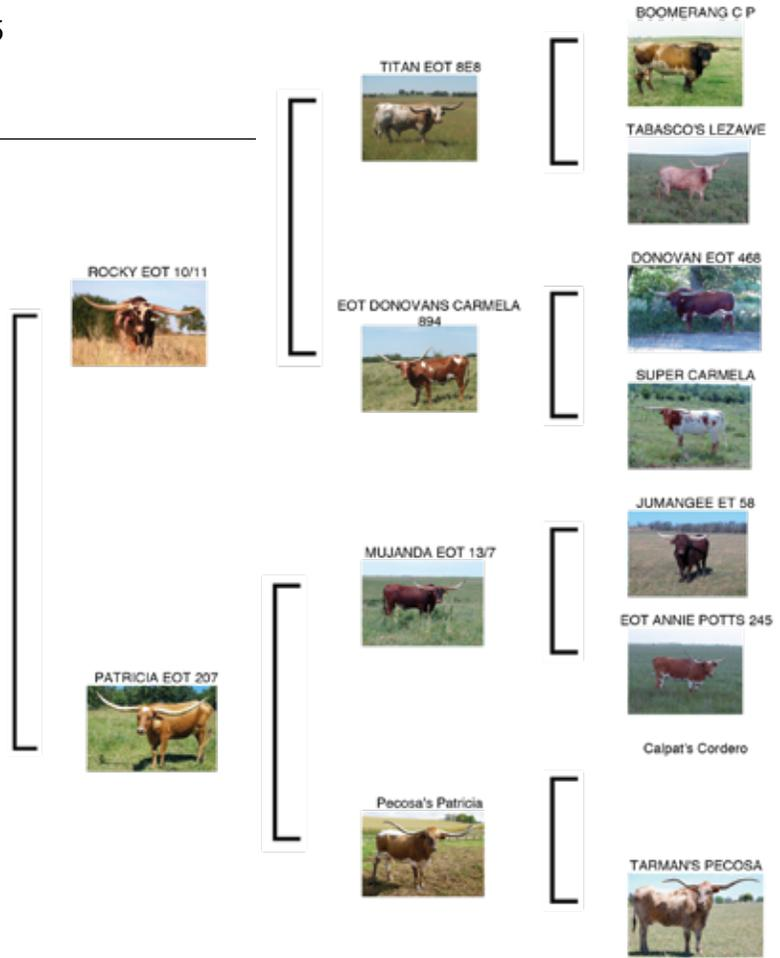 5
BOOMERANG C P
TITAN EOT 8E8
TABASCO'S LEZAWE
ROCKY EOT 10/11
DONOVAN EOT 468
EOT DONOVANS CARMELA
894
SUPER CARMELA
JUMANGEE ET 58
MUJANDA EOT 13/7
EOT ANNIE POTTS 245
PATRICIA EOT 207
Calpat's Cordero
Pecosa's Patricia
TARMAN'S PECOSA